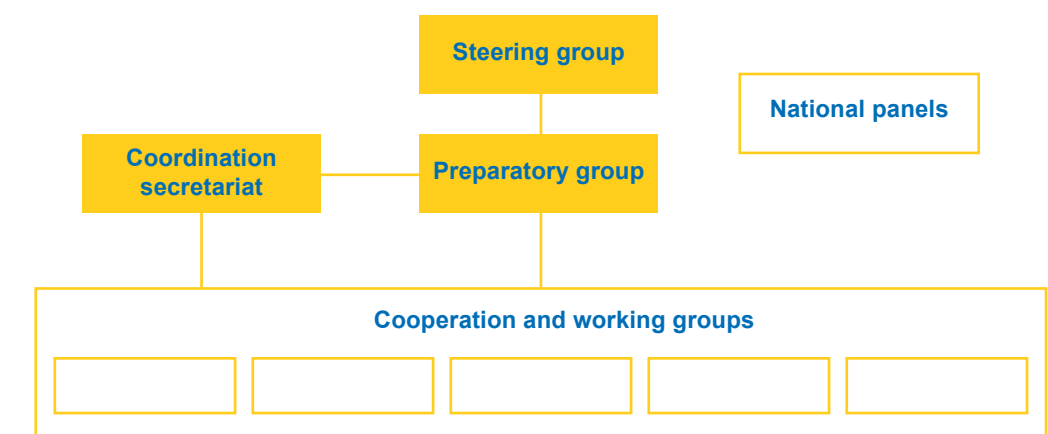 Steering group
National panels
Coordination
secretariat
Preparatory group
Cooperation and working groups